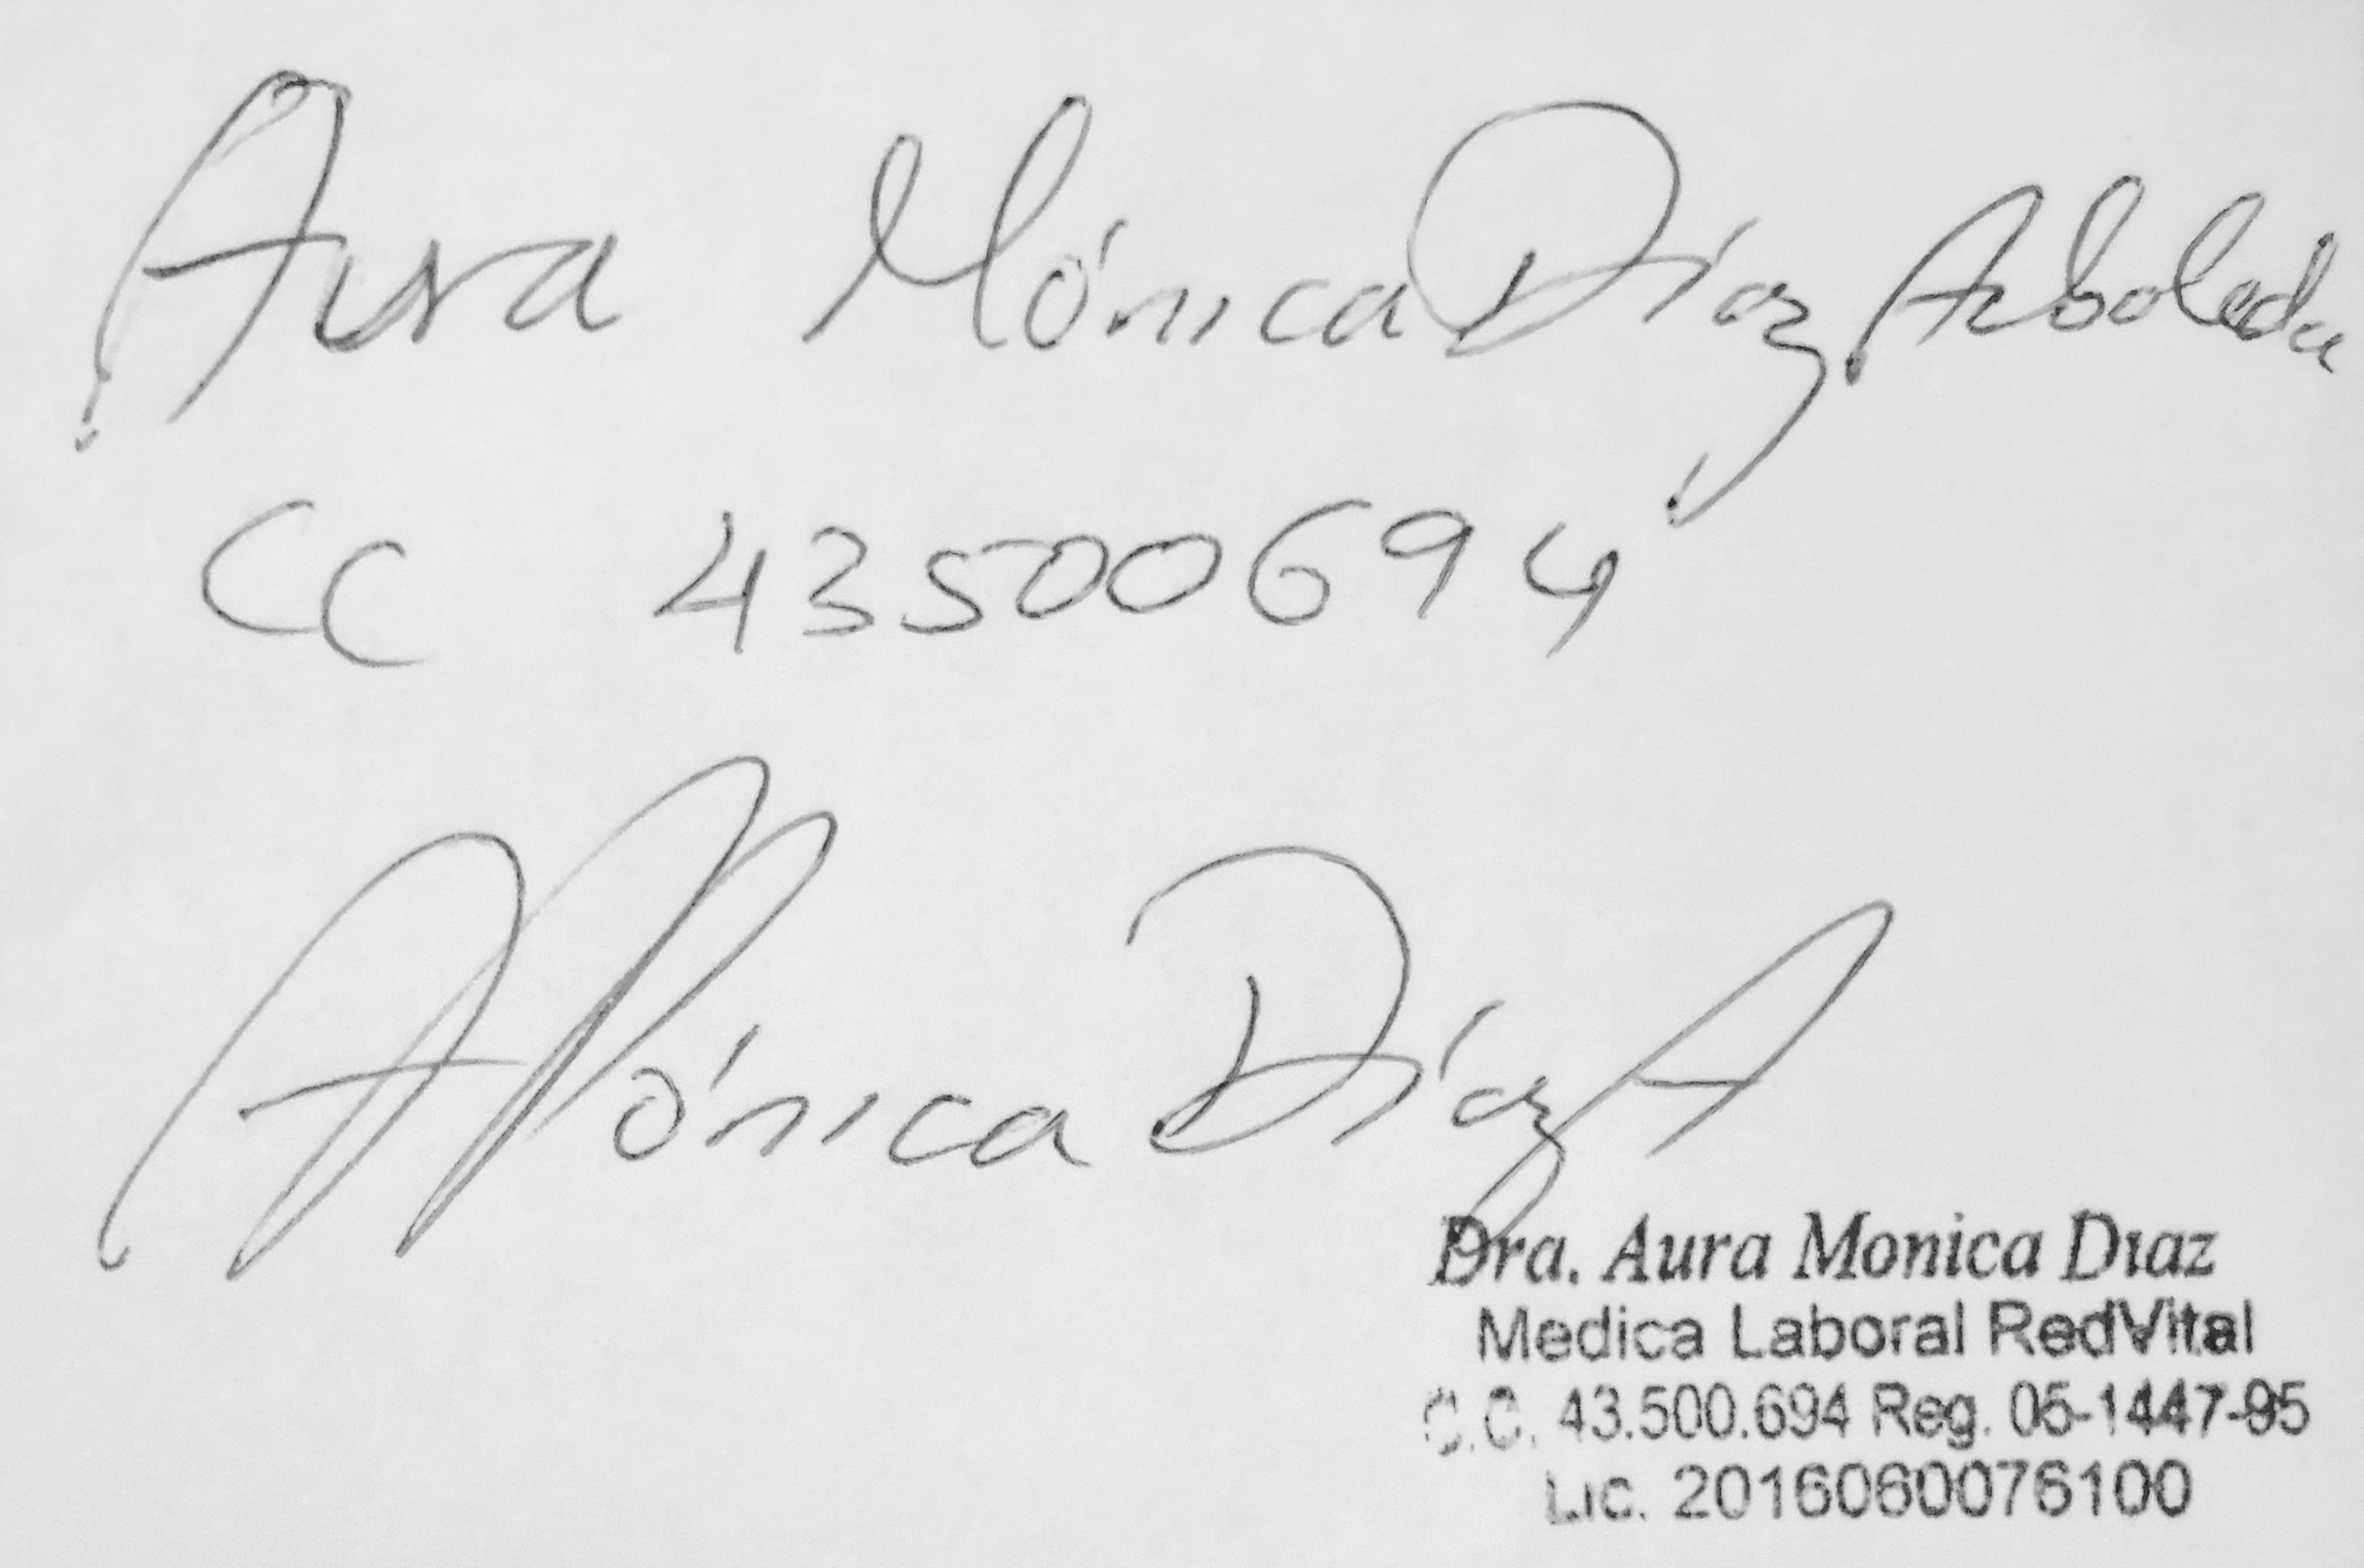 Aura Mónica Díaz Arboleda
CC 43500694
AMónica Díaz A
Dra. Aura Monica Diaz
Medica Laboral RedVital
C.C. 43.500.694 Reg. 05-1447-95
Lic. 2016060076100